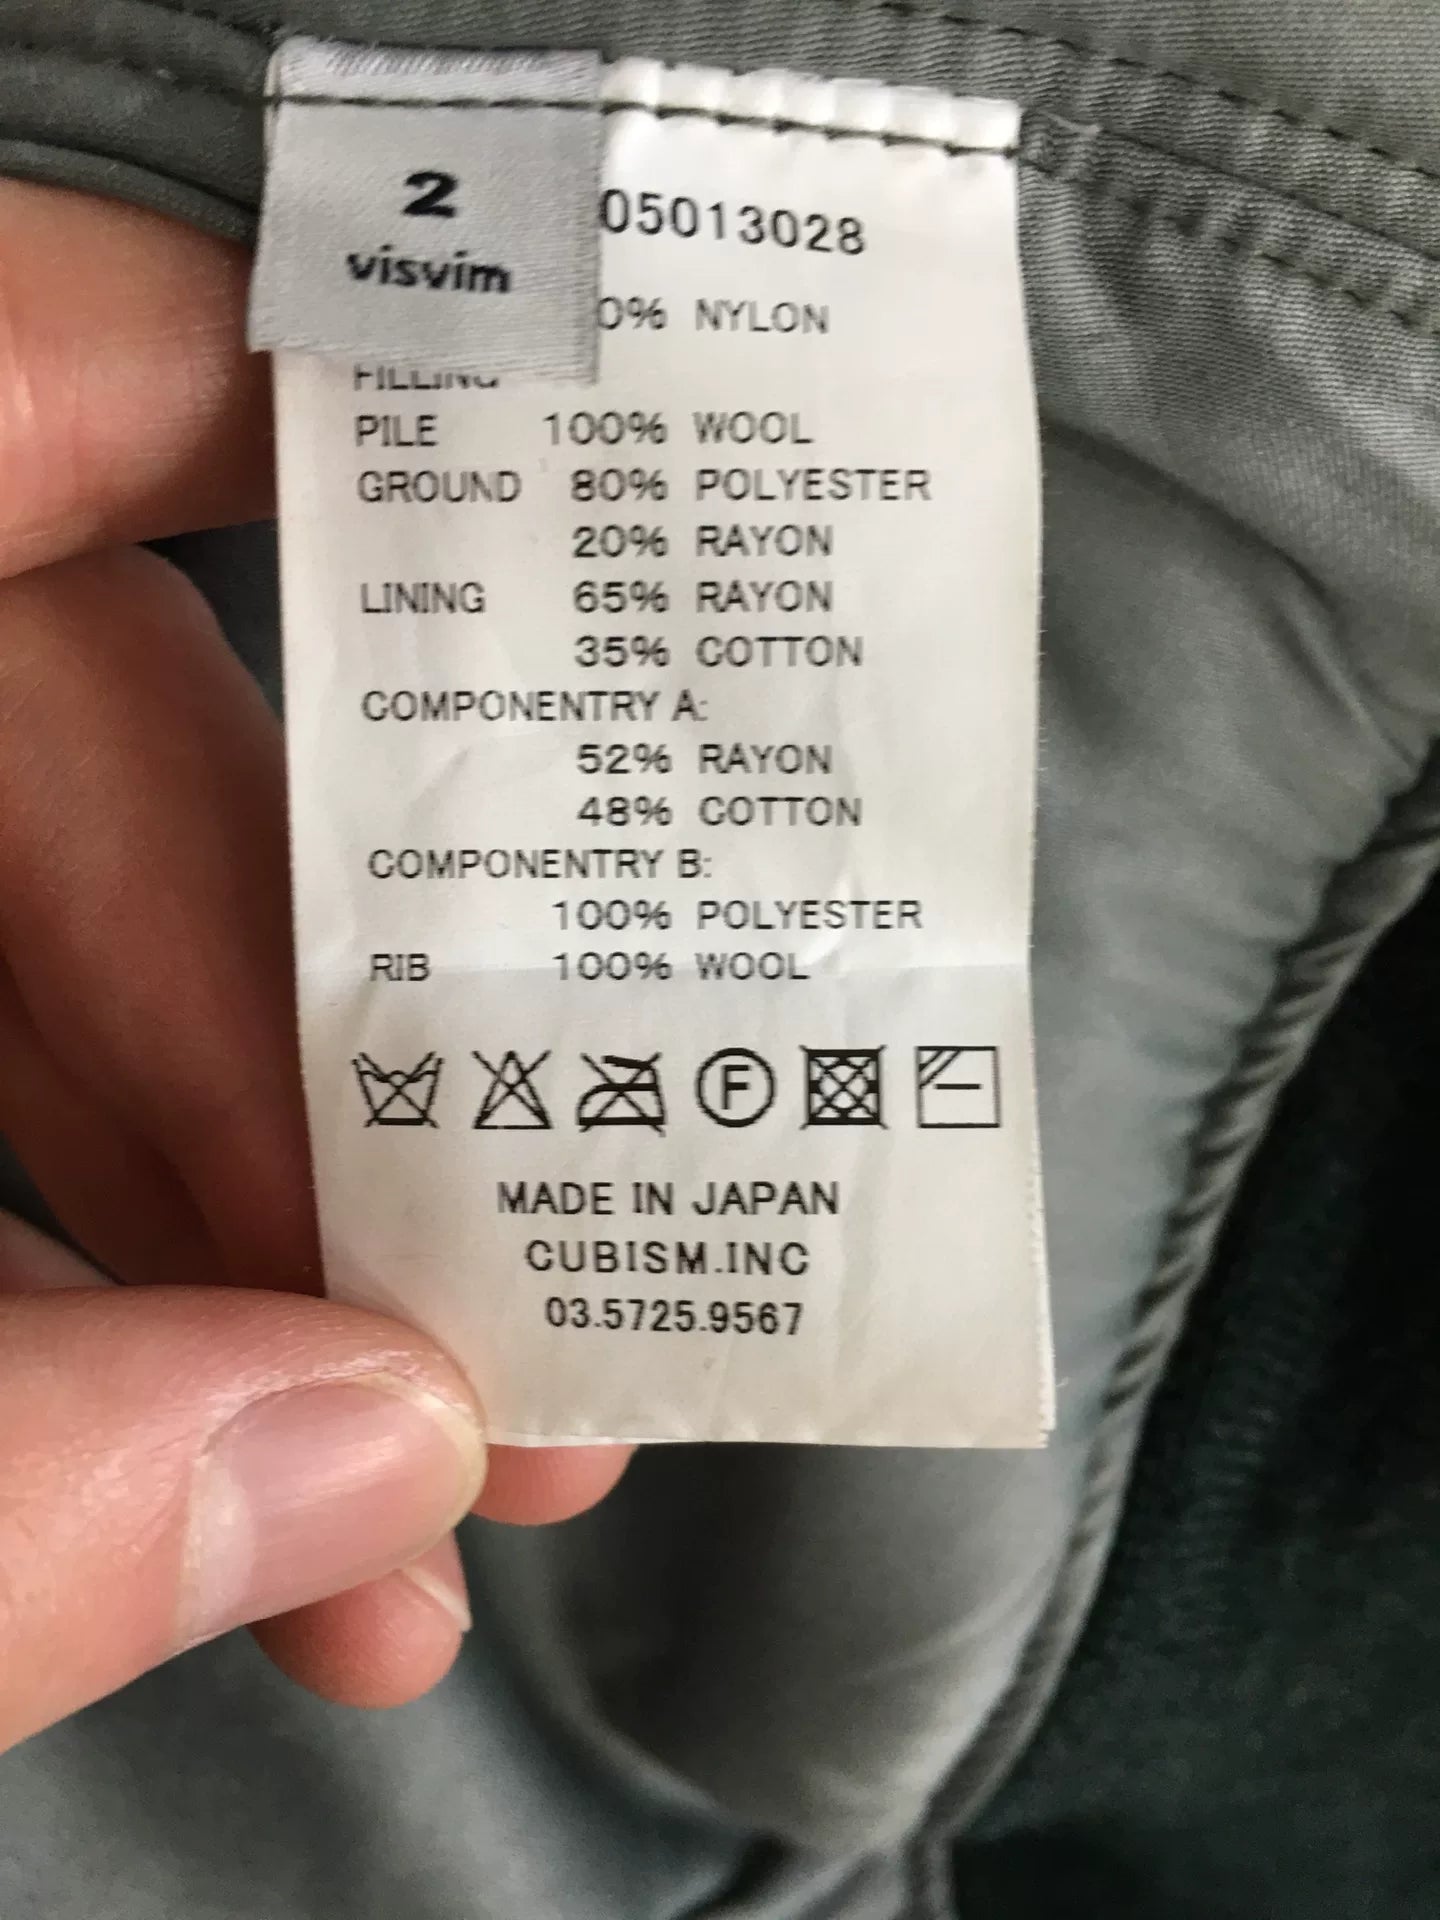 2
visvim
05013028
0% NYLON
FILLING
PILE 100% WOOL
GROUND 80% POLYESTER
20% RAYON
LINING 65% RAYON
35% COTTON
COMPONENTRY A:
52% RAYON
48% COTTON
COMPONENTRY B:
100% POLYESTER
RIB 100% WOOL
F
MADE IN JAPAN
CUBISM.INC
03.5725.9567